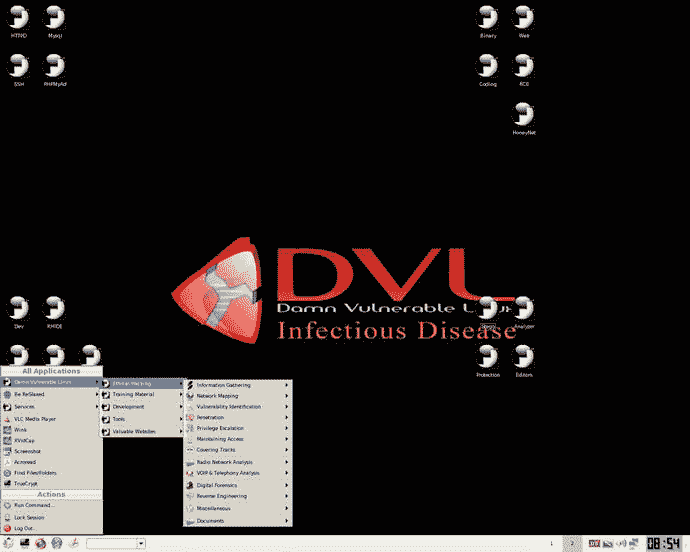 HTTPD
Mysql
Binary
Web
SSH
PHPMyAd
Coding
HoneyNet
DVL
Damn Vulnerable Linux
Infectious Disease
Dev
RHIDE
Analyzer
Protection
Editors
All Applications
Damn Vulnerable Linux
Be ReSlaxed
Services
VLC Media Player
Wink
XVidCap
Screenshot
Acroread
Find Files/Folders
TrueCrypt
Actions
Run Command...
Lock Session
Log Out...
Training Material
Development
Tools
Valuable Websites
Information Gathering
Network Mapping
Vulnerability Identification
Penetration
Privilege Escalation
Maintaining Access
Covering Tracks
Radio Network Analysis
VOIP & Telephony Analysis
Digital Forensics
Reverse Engineering
Miscellaneous
Documents
1
2
08:54